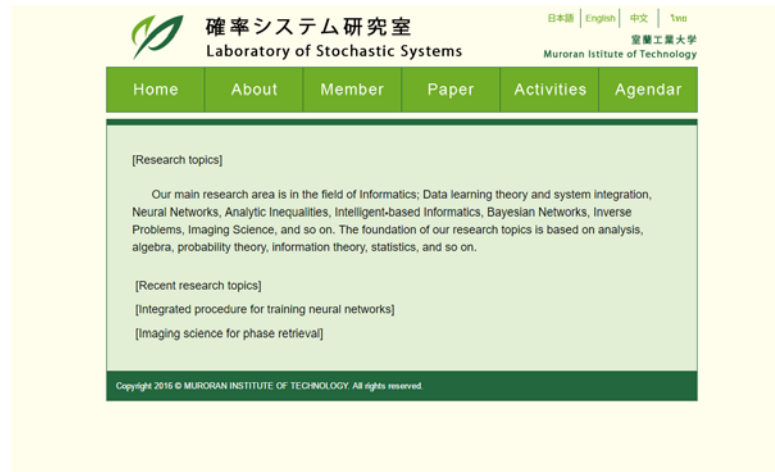 日本語 English 中文 ไทย
確率システム研究室
室蘭工業大学
Laboratory of Stochastic Systems
Muroran Istitute of Technology
Home About Member Paper Activities Agendar
[Research topics]
Our main research area is in the field of Informatics; Data learning theory and system integration,
Neural Networks, Analytic Inequalities, Intelligent-based Informatics, Bayesian Networks, Inverse
Problems, Imaging Science, and so on. The foundation of our research topics is based on analysis,
algebra, probability theory, information theory, statistics, and so on.
[Recent research topics]
[Integrated procedure for training neural networks]
[Imaging science for phase retrieval]
Copyright 2016 © MURORAN INSTITUTE OF TECHNOLOGY. All rights reserved.